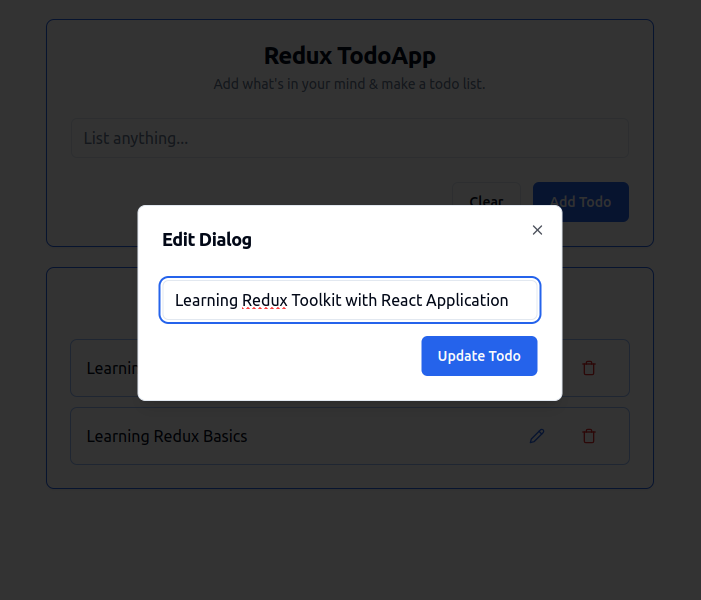 Redux TodoApp
Add what's in your mind & make a todo list.
List anything...
Clear
Add Todo
Edit Dialog
Learning Redux Toolkit with React Application
Update Todo
Learning Redux Basics